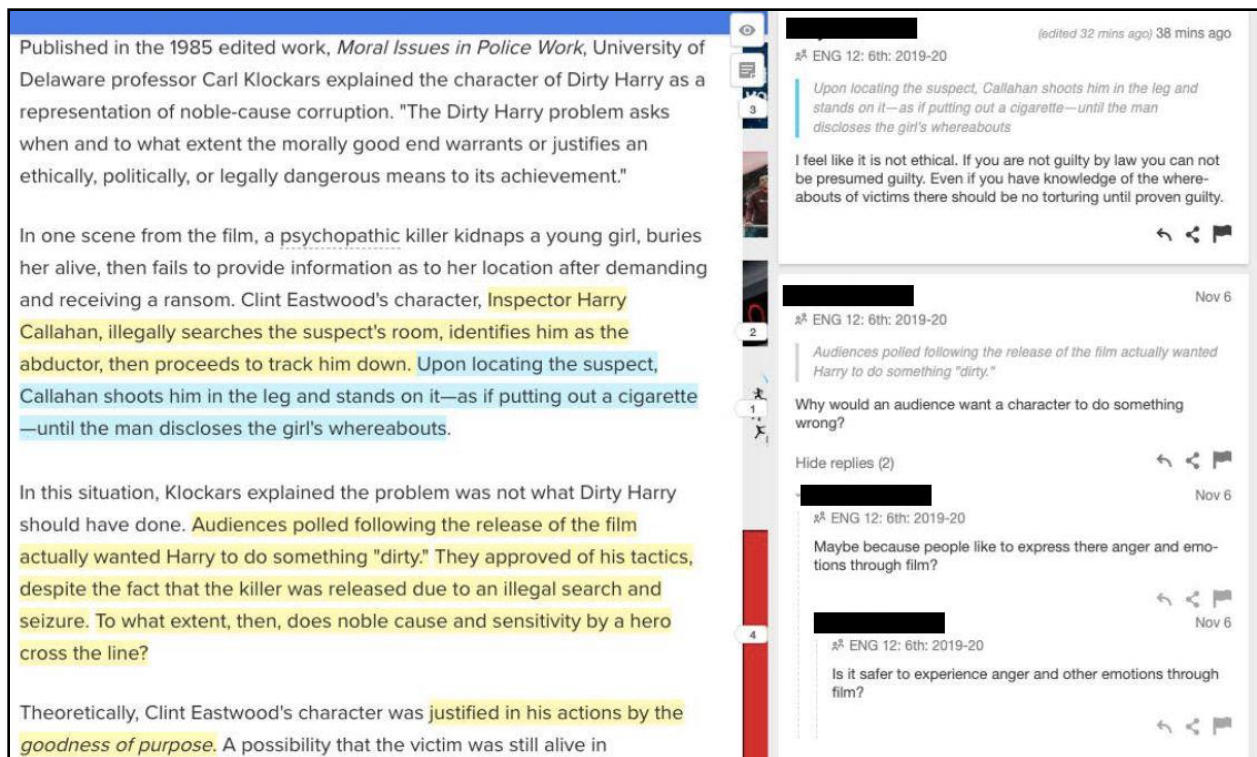 Published in the 1985 edited work, Moral Issues in Police Work, University of
Delaware professor Carl Klockars explained the character of Dirty Harry as a
representation of noble-cause corruption. "The Dirty Harry problem asks
when and to what extent the morally good end warrants or justifies an
ethically, politically, or legally dangerous means to its achievement."
In one scene from the film, a psychopathic killer kidnaps a young girl, buries
her alive, then fails to provide information as to her location after demanding
and receiving a ransom. Clint Eastwood's character, Inspector Harry
Callahan, illegally searches the suspect's room, identifies him as the
abductor, then proceeds to track him down. Upon locating the suspect,
Callahan shoots him in the leg and stands on it—as if putting out a cigarette
—until the man discloses the girl's whereabouts.
In this situation, Klockars explained the problem was not what Dirty Harry
should have done. Audiences polled following the release of the film
actually wanted Harry to do something "dirty." They approved of his tactics,
despite the fact that the killer was released due to an illegal search and
seizure. To what extent, then, does noble cause and sensitivity by a hero
cross the line?
Theoretically, Clint Eastwood's character was justified in his actions by the
goodness of purpose. A possibility that the victim was still alive in
3
2
1
4
(edited 32 mins ago) 38 mins ago
ENG 12: 6th: 2019-20
Upon locating the suspect, Callahan shoots him in the leg and
stands on it—as if putting out a cigarette—until the man
discloses the girl's whereabouts
I feel like it is not ethical. If you are not guilty by law you can not
be presumed guilty. Even if you have knowledge of the where-
abouts of victims there should be no torturing until proven guilty.
Nov 6
ENG 12: 6th: 2019-20
Audiences polled following the release of the film actually wanted
Harry to do something "dirty."
Why would an audience want a character to do something
wrong?
Hide replies (2)
Nov 6
ENG 12: 6th: 2019-20
Maybe because people like to express there anger and emo-
tions through film?
Nov 6
ENG 12: 6th: 2019-20
Is it safer to experience anger and other emotions through
film?